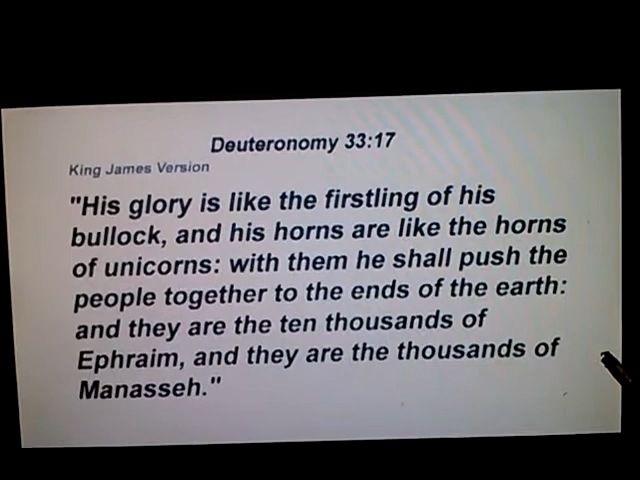 Deuteronomy 33:17
King James Version
"His glory is like the firstling of his
bullock, and his horns are like the horns
of unicorns: with them he shall push the
people together to the ends of the earth:
and they are the ten thousands of
Ephraim, and they are the thousands of
Manasseh."